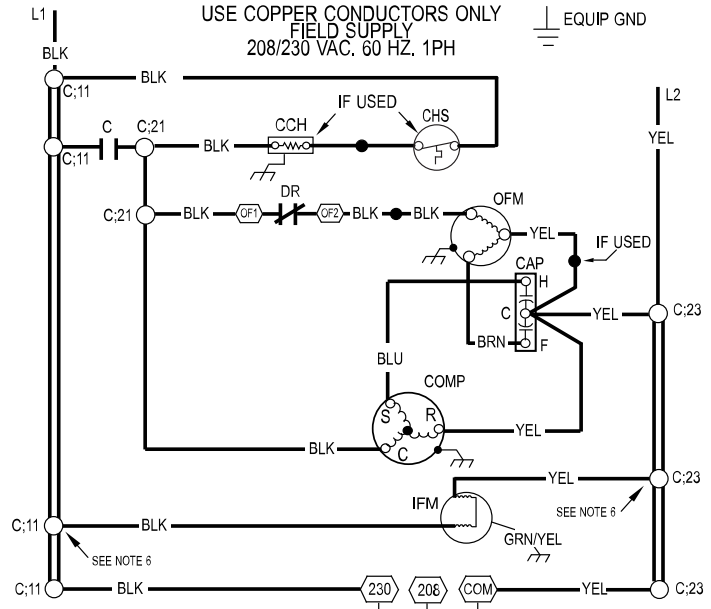 L1
USE COPPER CONDUCTORS ONLY
FIELD SUPPLY
208/230 VAC. 60 HZ. 1PH
EQUIP GND
BLK
C;11
BLK
L2
IF USED
CCH
CHS
C;11
C
C;21
BLK
YEL
C;21
BLK
OF1
DR
OF2
BLK
BLK
OFM
YEL
IF USED
CAP
H
C
YEL
C;23
BRN
F
BLU
COMP
S
R
C
YEL
BLK
YEL
C;23
IFM
SEE NOTE 6
C;11
BLK
GRN/YEL
SEE NOTE 6
C;11
BLK
230
208
COM
YEL
C;23